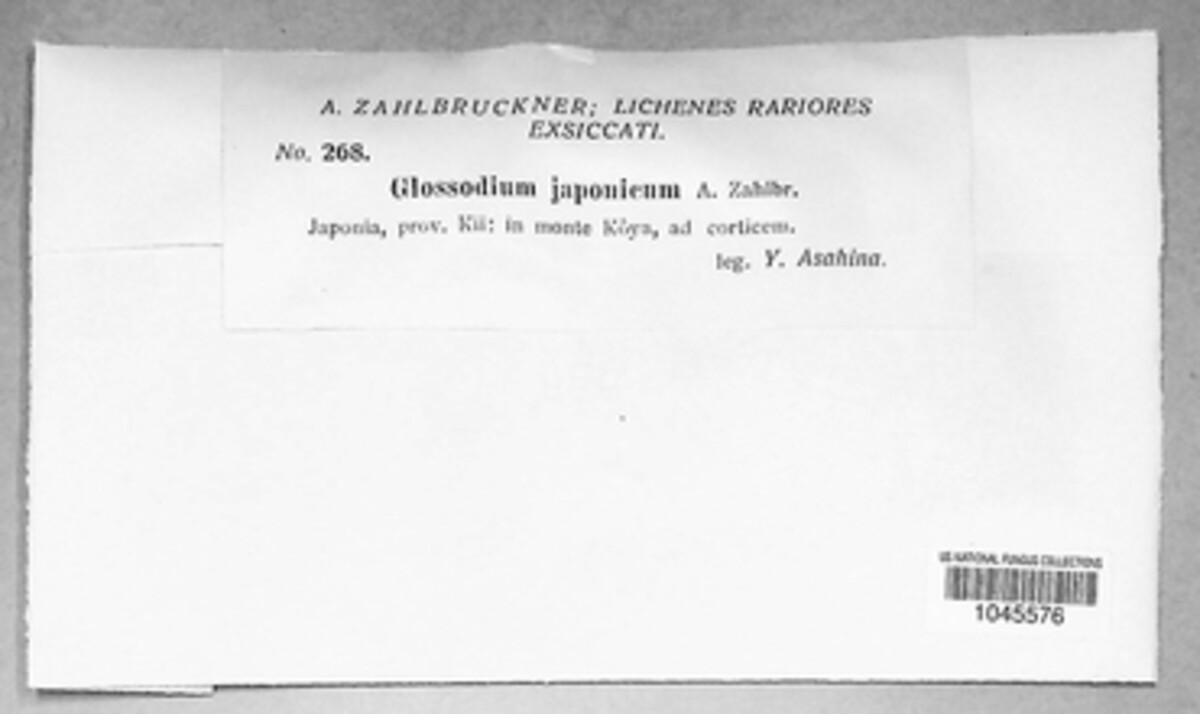 A. ZAHLBRUCKNER; LICHENES RARIORES
EXSICCATI.
No. 268.
Glossodium japonicum A. Zahlbr.
Japonia, prov. Kii: in monte Kôya, ad corticem.
leg. Y. Asahina.
US NATIONAL FUNGUS COLLECTIONS
1045576